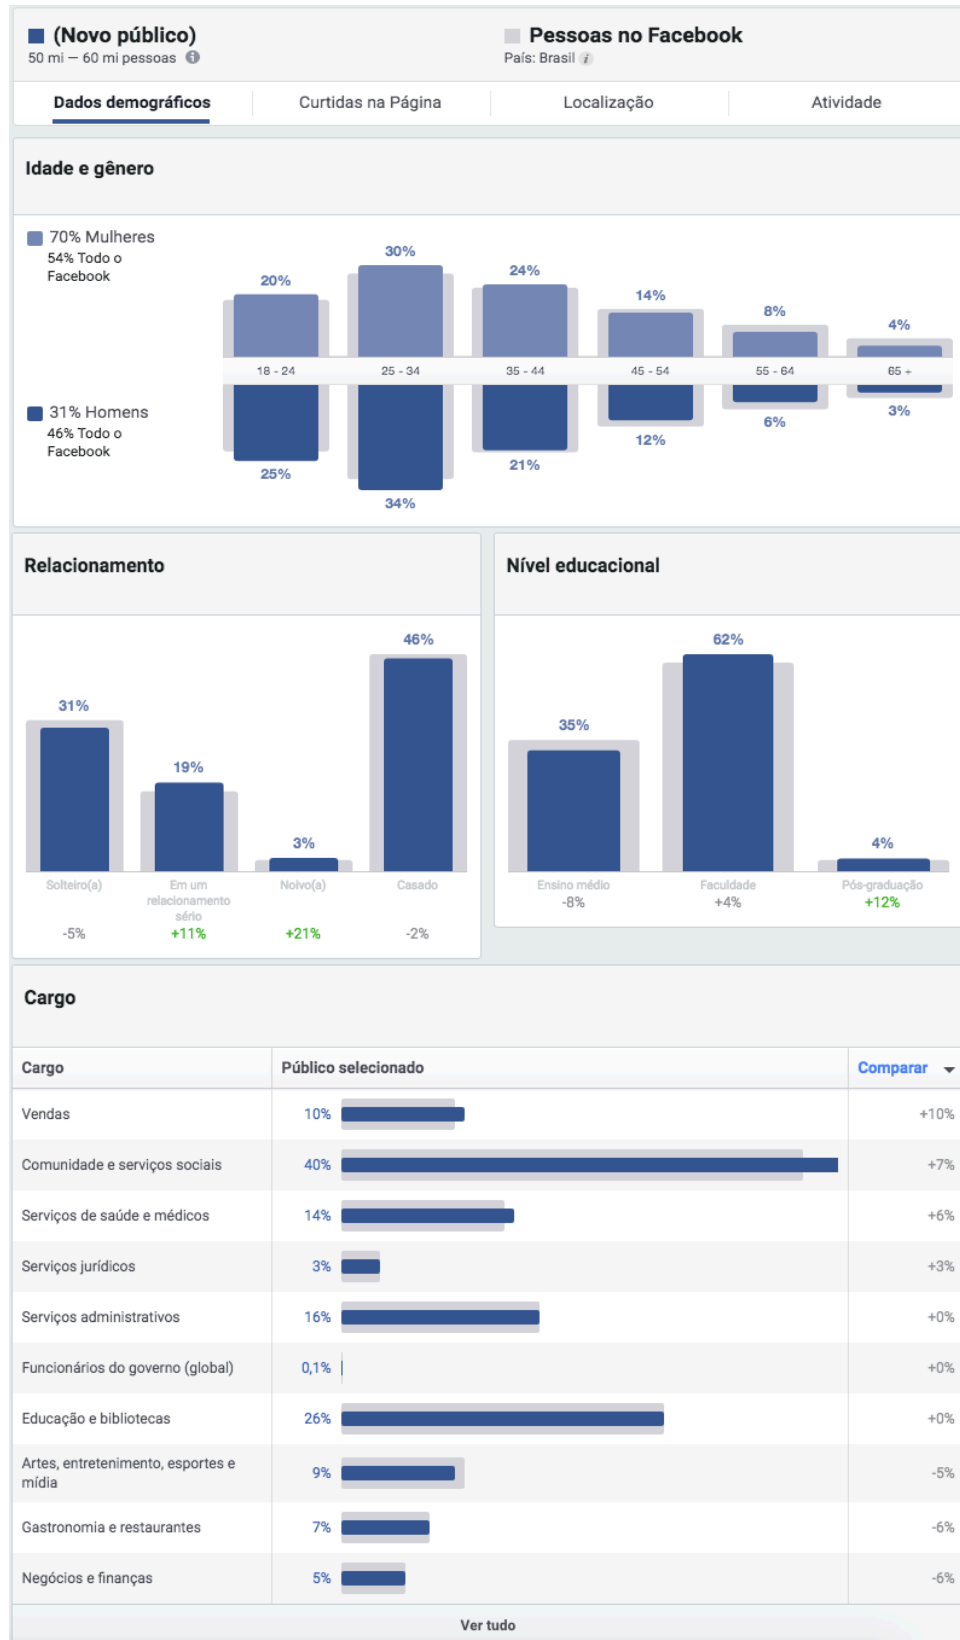 (Novo público)
50 mi — 60 mi pessoas
Pessoas no Facebook
País: Brasil
Dados demográficos
Curtidas na Página
Localização
Atividade
Idade e gênero
70% Mulheres
54% Todo o
Facebook
31% Homens
46% Todo o
Facebook
20%
30%
24%
14%
8%
4%
18 - 24
25 - 34
35 - 44
45 - 54
55 - 64
65 +
25%
34%
21%
12%
6%
3%
Relacionamento
31%
19%
3%
46%
Solteiro(a)
Em um
relacionamento
sério
Noivo(a)
Casado
-5%
+11%
+21%
-2%
Nível educacional
35%
62%
4%
Ensino médio
Faculdade
Pós-graduação
-8%
+4%
+12%
Cargo
Cargo
Público selecionado
Comparar
Vendas
10%
+10%
Comunidade e serviços sociais
40%
+7%
Serviços de saúde e médicos
14%
+6%
Serviços jurídicos
3%
+3%
Serviços administrativos
16%
+0%
Funcionários do governo (global)
0,1%
+0%
Educação e bibliotecas
26%
+0%
Artes, entretenimento, esportes e
mídia
9%
-5%
Gastronomia e restaurantes
7%
-6%
Negócios e finanças
5%
-6%
Ver tudo